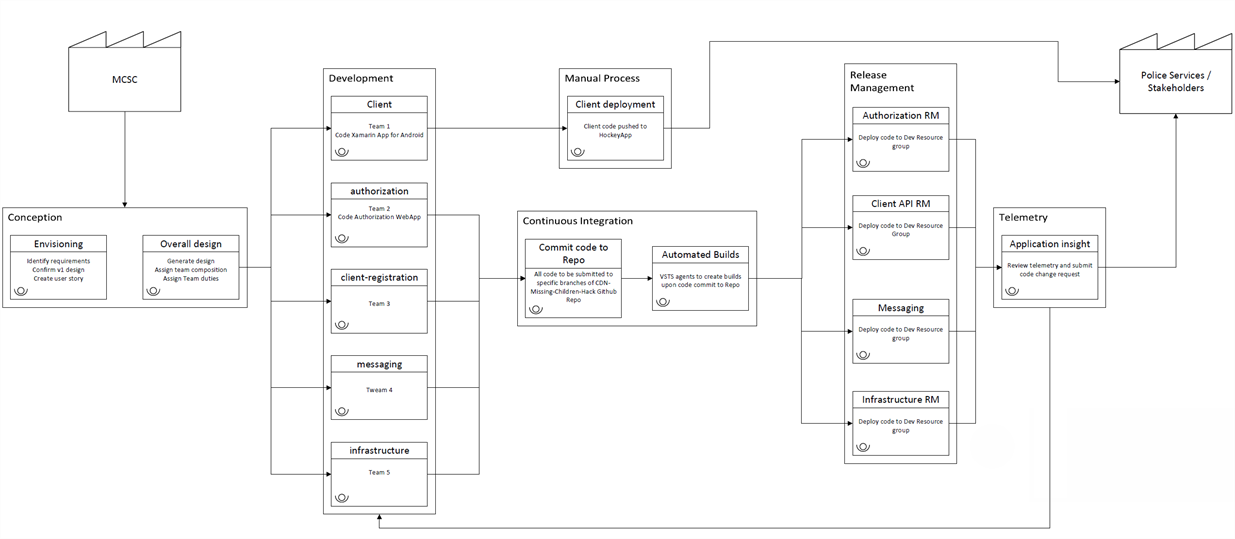 MCSC
Conception
Envisioning
Identify requirements
Confirm v1 design
Create user story
Overall design
Generate design
Assign team composition
Assign Team duties
Development
Client
Team 1
Code Xamarin App for Android
authorization
Team 2
Code Authorization WebApp
client-registration
Team 3
messaging
Tweam 4
infrastructure
Team 5
Manual Process
Client deployment
Client code pushed to
HockeyApp
Continuous Integration
Commit code to
Repo
All code to be submitted to
specific branches of CDN-
Missing-Children-Hack Github
Repo
Automated Builds
VSTS agents to create builds
upon code commit to Repo
Release
Management
Authorization RM
Deploy code to Dev Resource
group
Client API RM
Deploy code to Dev Resource
Group
Messaging
Deploy code to Dev Resource
group
Infrastructure RM
Deploy code to Dev Resource
group
Telemetry
Application insight
Review telemetry and submit
code change request
Police Services /
Stakeholders